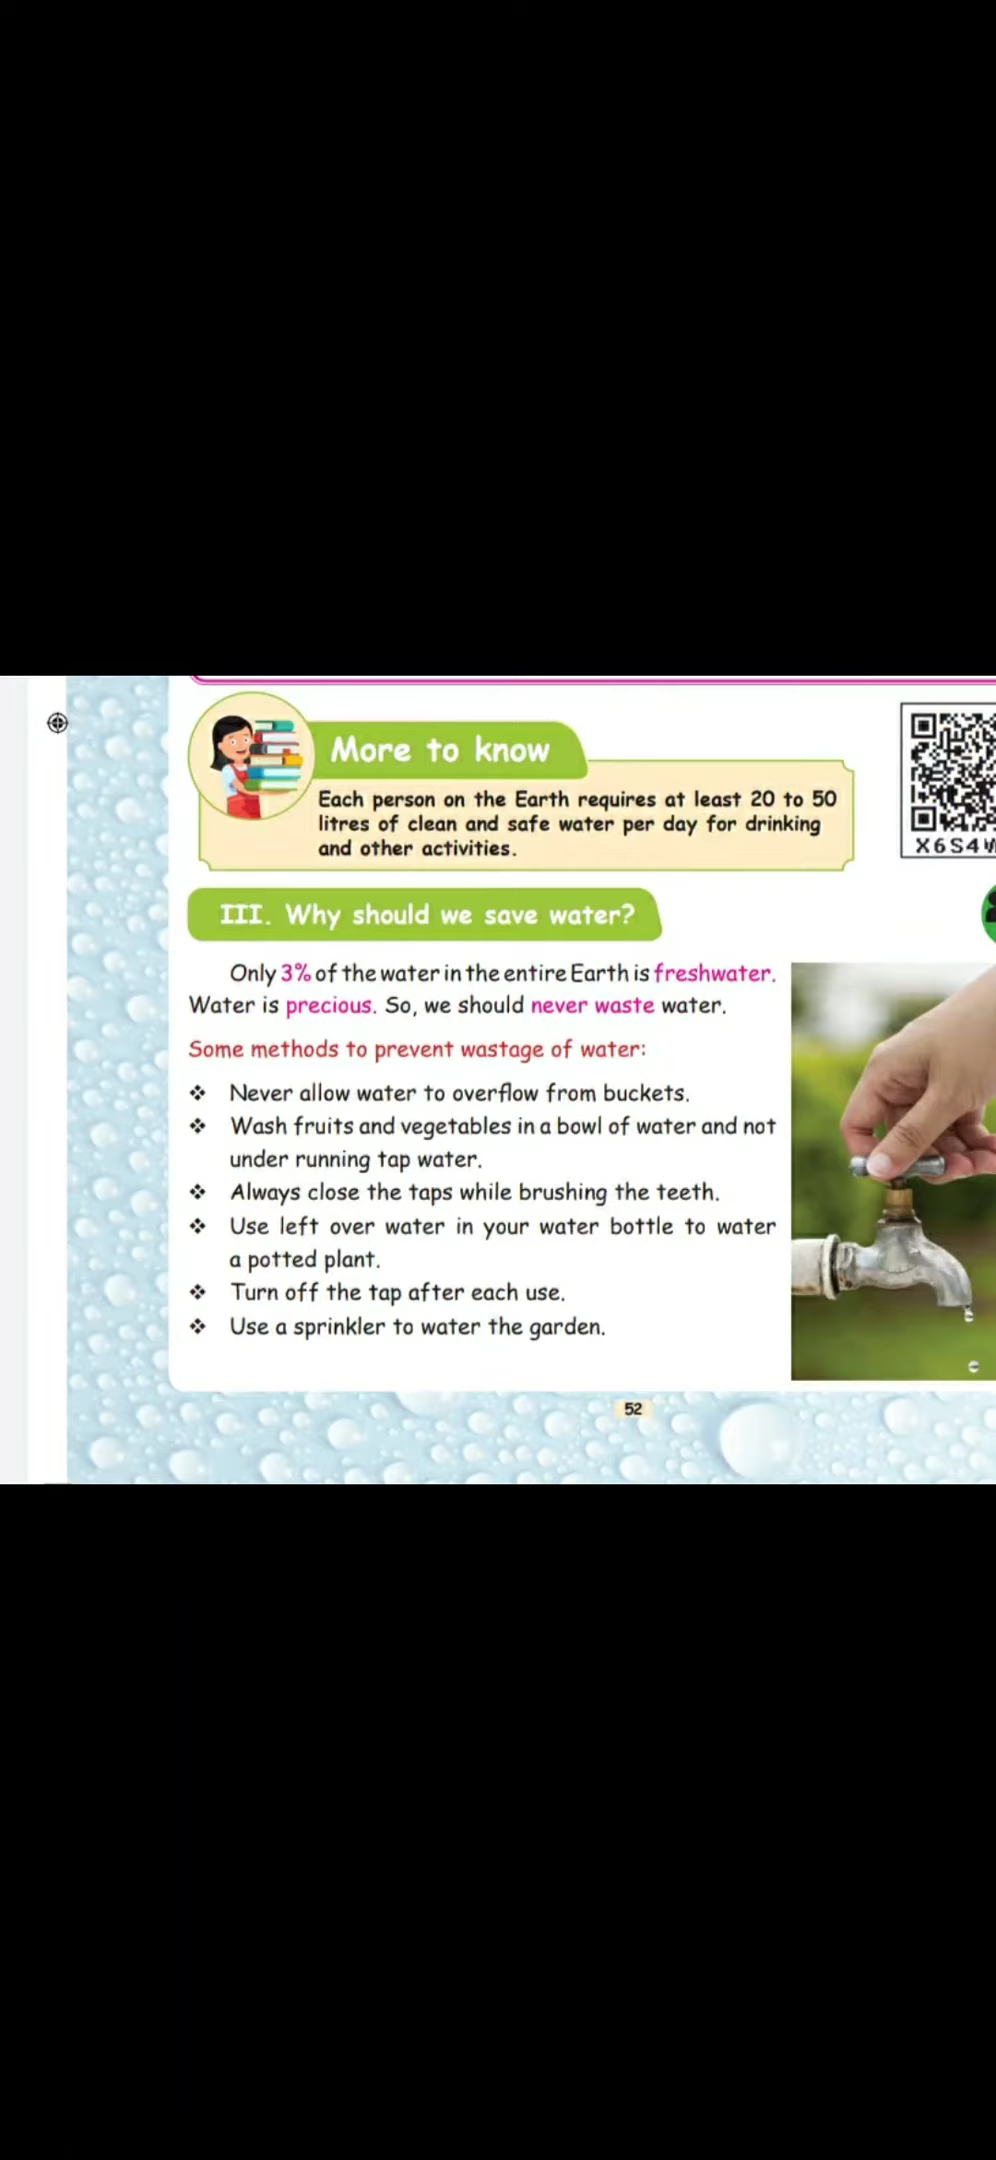 More to know
Each person on the Earth requires at least 20 to 50
litres of clean and safe water per day for drinking
and other activities.
X6S4
III. Why should we save water?
Only 3% of the water in the entire Earth is freshwater.
Water is precious. So, we should never waste water.
Some methods to prevent wastage of water:
❖ Never allow water to overflow from buckets.
❖ Wash fruits and vegetables in a bowl of water and not
under running tap water.
❖ Always close the taps while brushing the teeth.
❖ Use left over water in your water bottle to water
a potted plant.
❖ Turn off the tap after each use.
❖ Use a sprinkler to water the garden.
52